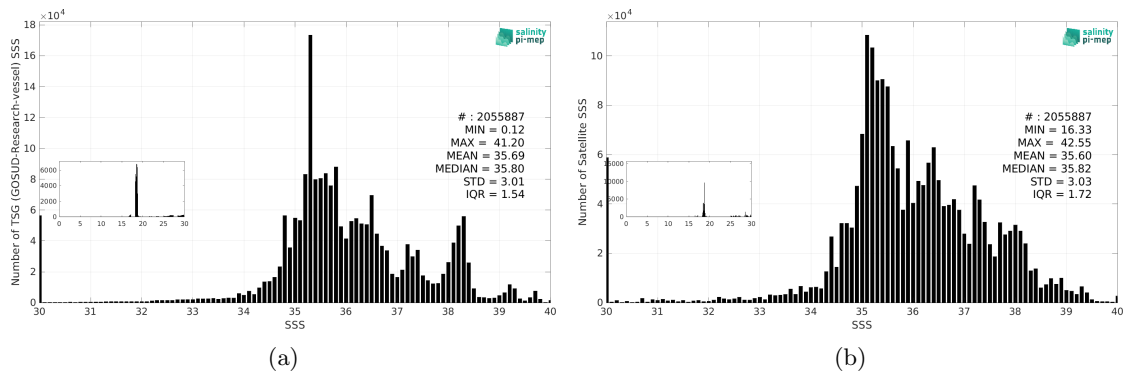 ×10⁴
18
16
14
12
10
8
6
4
2
0
Number of TSG (GOSUD-Research-vessel) SSS
salinity
pi-mep
# : 2055887
MIN = 0.12
MAX = 41.20
MEAN = 35.69
MEDIAN = 35.80
STD = 3.01
IQR = 1.54
6000
4000
2000
0
0 5 10 15 20 25 30
30 31 32 33 34 35 36 37 38 39 40
SSS
(a)
×10⁴
10
8
6
4
2
0
Number of Satellite SSS
salinity
pi-mep
# : 2055887
MIN = 16.33
MAX = 42.55
MEAN = 35.60
MEDIAN = 35.82
STD = 3.03
IQR = 1.72
15000
10000
5000
0
0 5 10 15 20 25 30
30 31 32 33 34 35 36 37 38 39 40
SSS
(b)